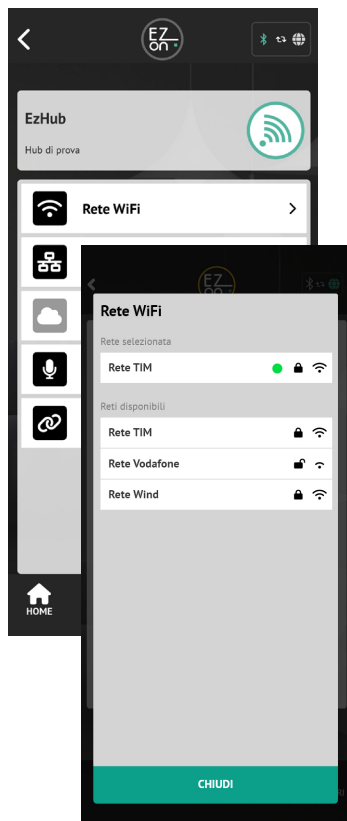 EZ
on
EzHub
Hub di prova
Rete WiFi
HOME
EZ
Rete WiFi
Rete selezionata
Rete TIM
Reti disponibili
Rete TIM
Rete Vodafone
Rete Wind
CHIUDI